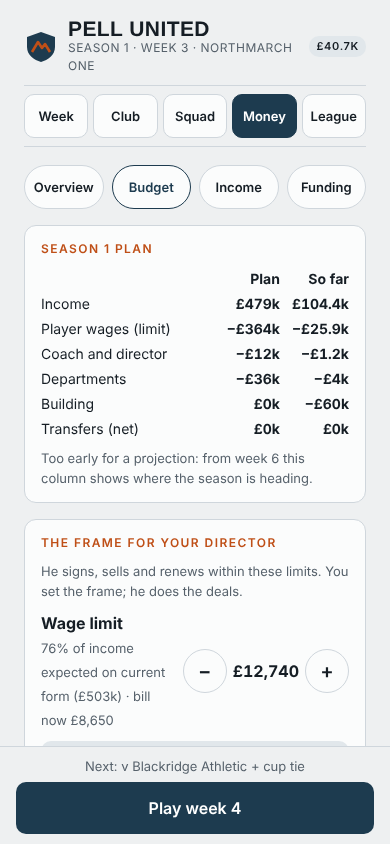 PELL UNITED
SEASON 1 · WEEK 3 · NORTHMARCH
ONE
£40.7K
Week Club Squad Money League
Overview Budget Income Funding
SEASON 1 PLAN
Plan So far
Income £479k £104.4k
Player wages (limit) −£364k −£25.9k
Coach and director −£12k −£1.2k
Departments −£36k −£4k
Building £0k −£60k
Transfers (net) £0k £0k
Too early for a projection: from week 6 this
column shows where the season is heading.
THE FRAME FOR YOUR DIRECTOR
He signs, sells and renews within these limits. You
set the frame; he does the deals.
Wage limit
76% of income
expected on current
form (£503k) · bill
now £8,650
− £12,740 +
Next: v Blackridge Athletic + cup tie
Play week 4